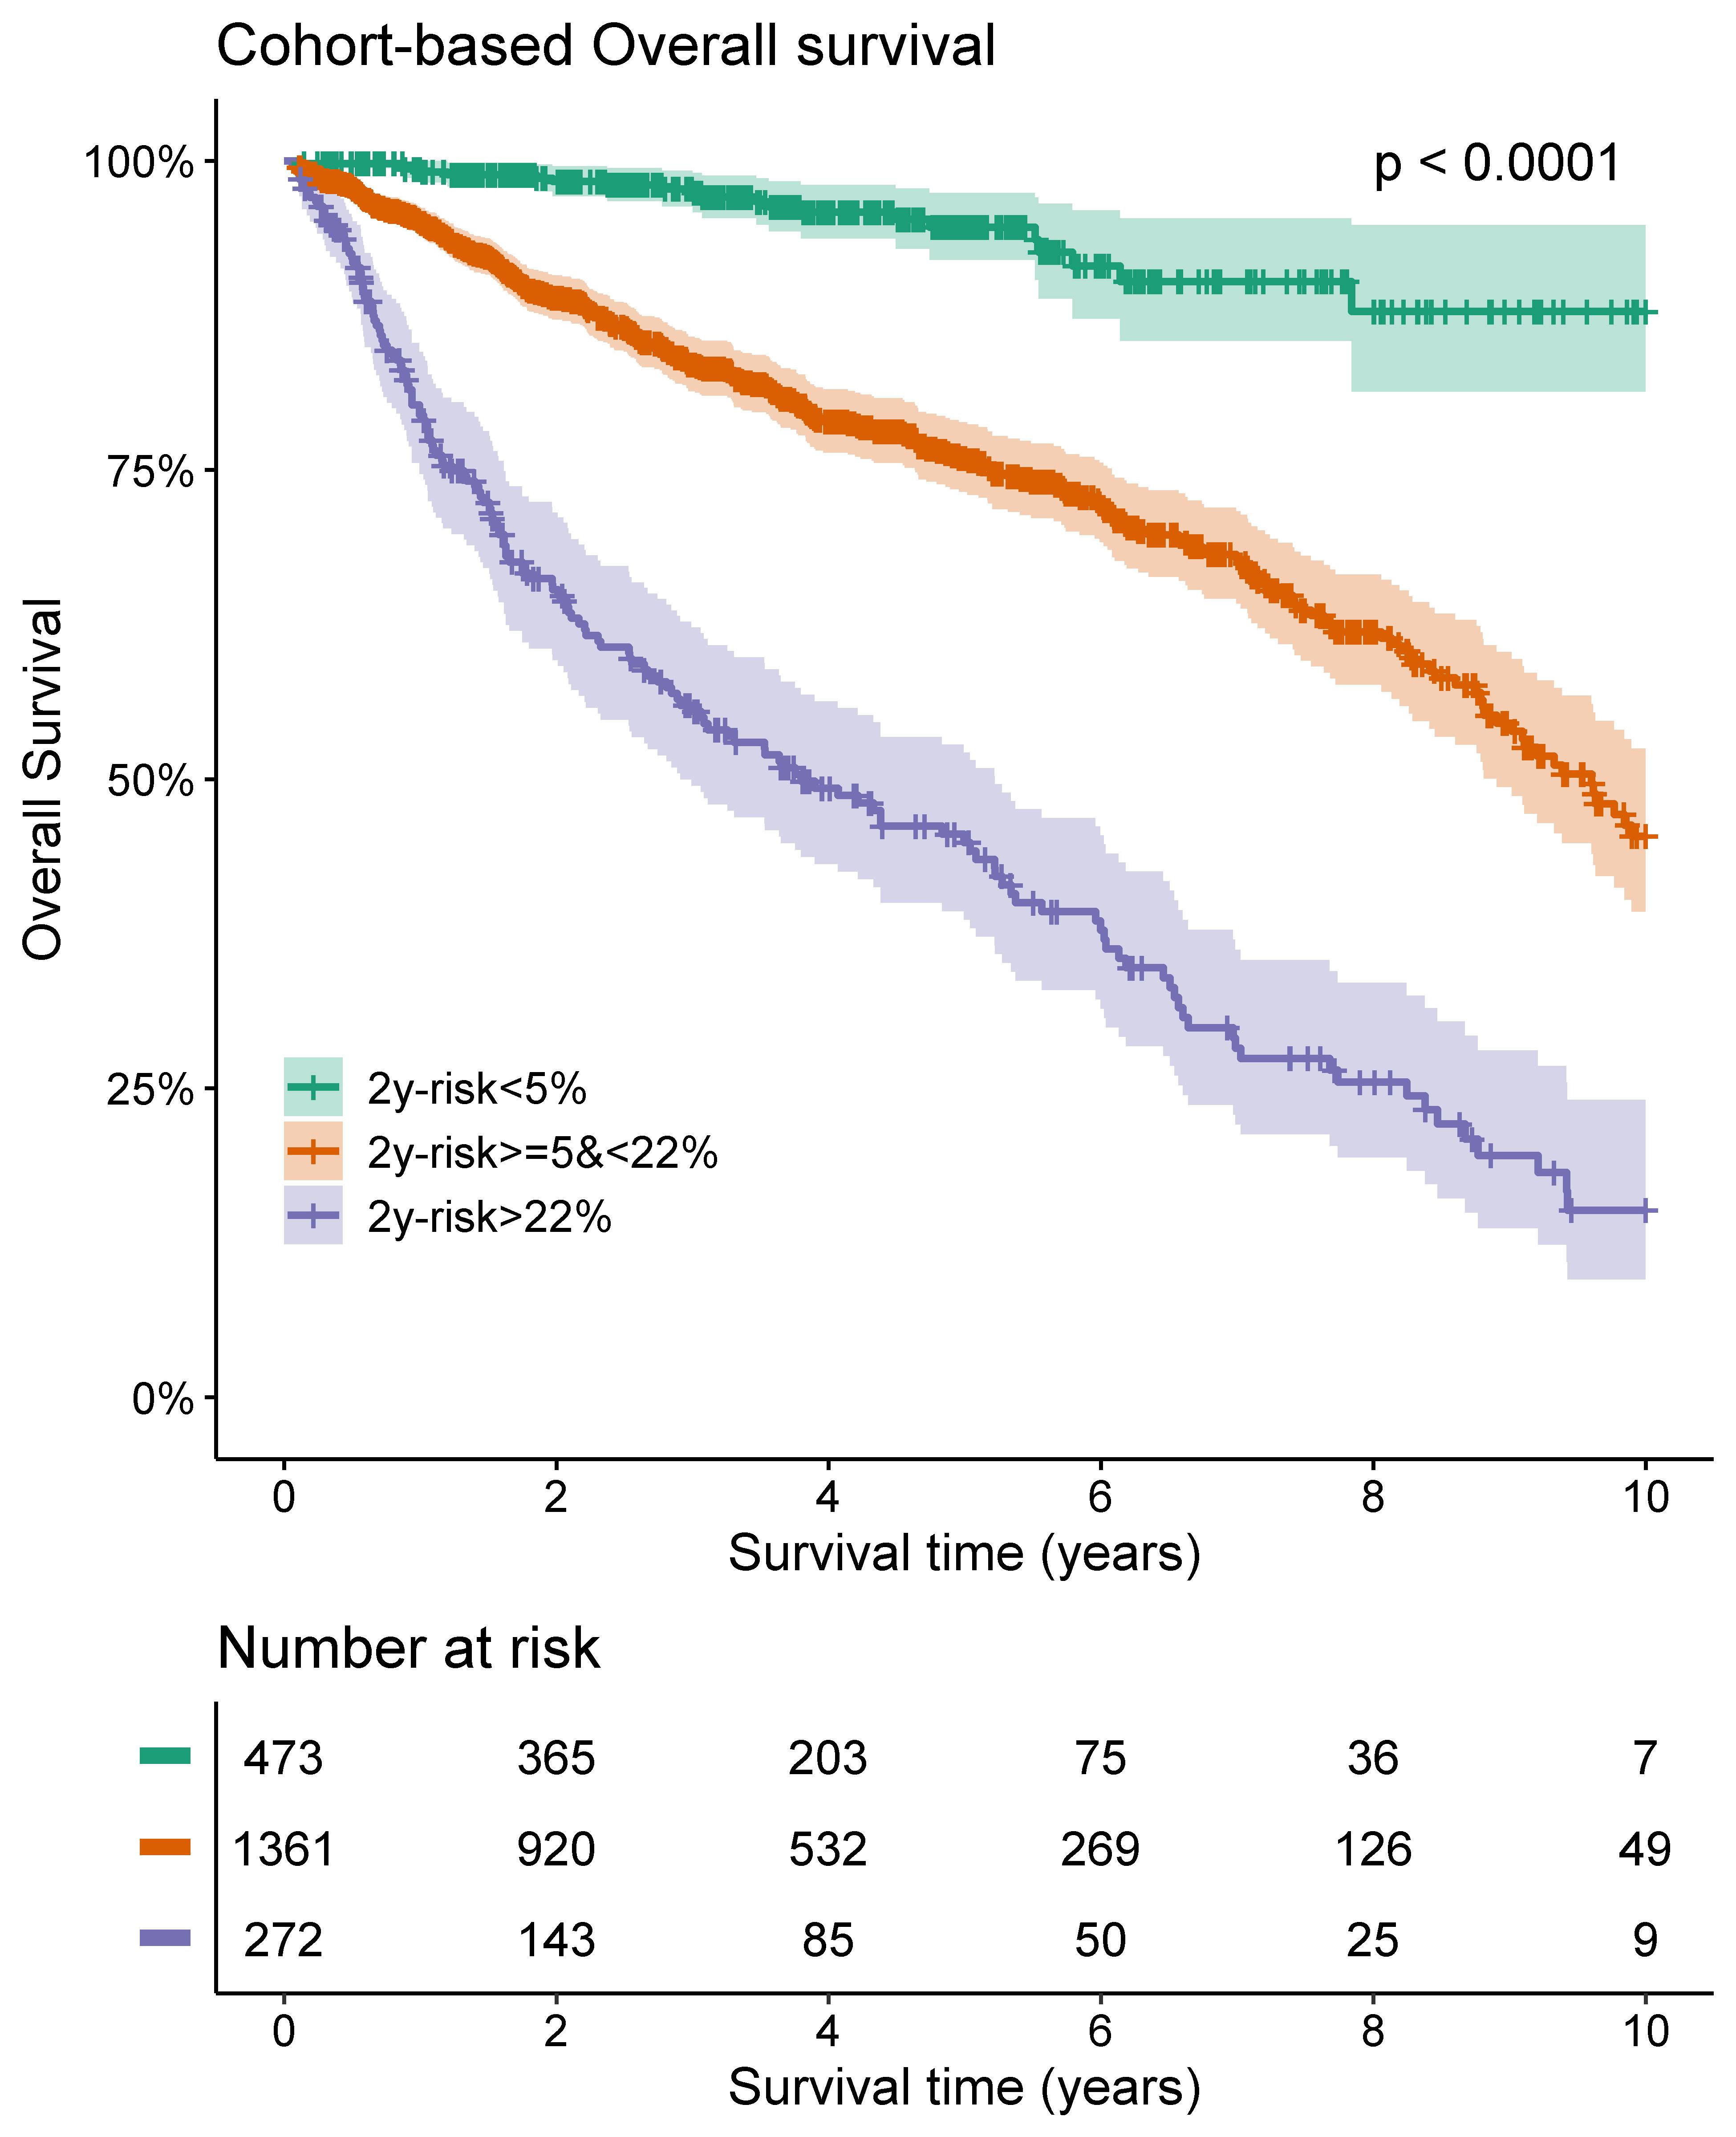 Cohort-based Overall survival
100%
p < 0.0001
75%
50%
25%
0%
Overall Survival
2y-risk<5%
2y-risk>=5&<22%
2y-risk>22%
0 2 4 6 8 10
Survival time (years)
Number at risk
473 365 203 75 36 7
1361 920 532 269 126 49
272 143 85 50 25 9
0 2 4 6 8 10
Survival time (years)